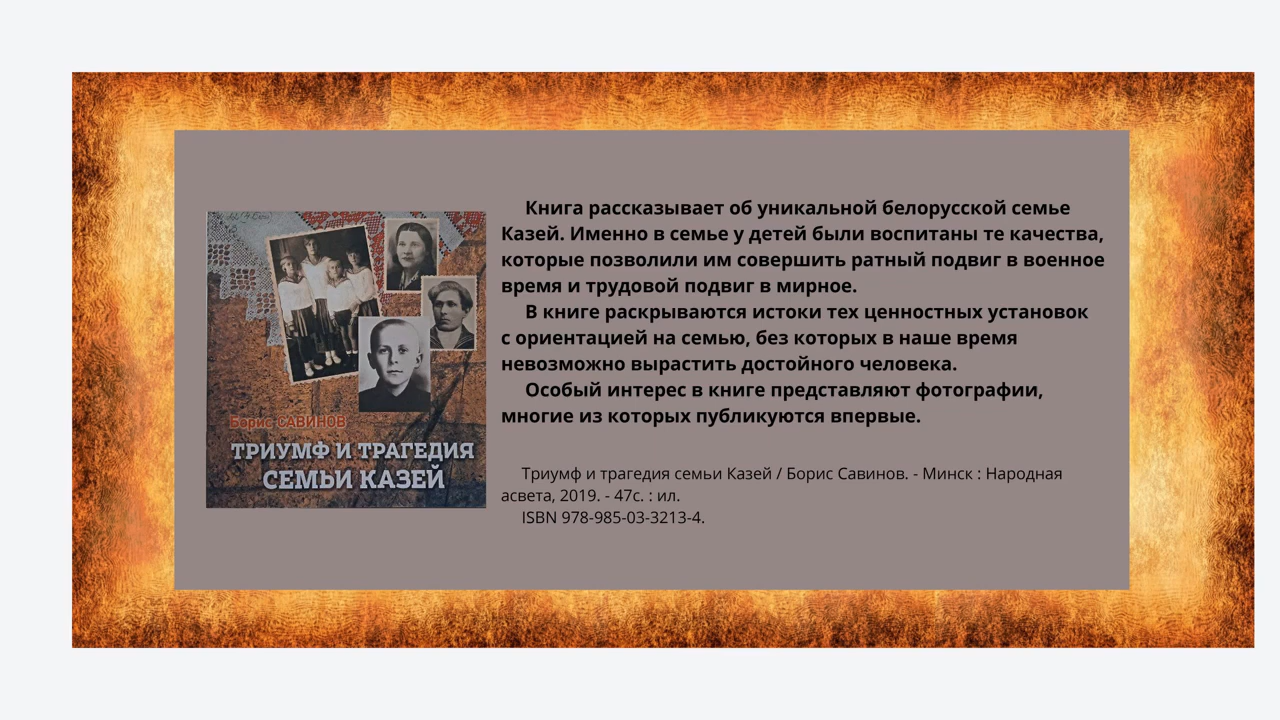 Борис САВИНОВ
ТРИУМФ И ТРАГЕДИЯ
СЕМЬИ КАЗЕЙ
Книга рассказывает об уникальной белорусской семье
Казей. Именно в семье у детей были воспитаны те качества,
которые позволили им совершить ратный подвиг в военное
время и трудовой подвиг в мирное.
В книге раскрываются истоки тех ценностных установок
с ориентацией на семью, без которых в наше время
невозможно вырастить достойного человека.
Особый интерес в книге представляют фотографии,
многие из которых публикуются впервые.
Триумф и трагедия семьи Казей / Борис Савинов. - Минск : Народная
асвета, 2019. - 47с. : ил.
ISBN 978-985-03-3213-4.